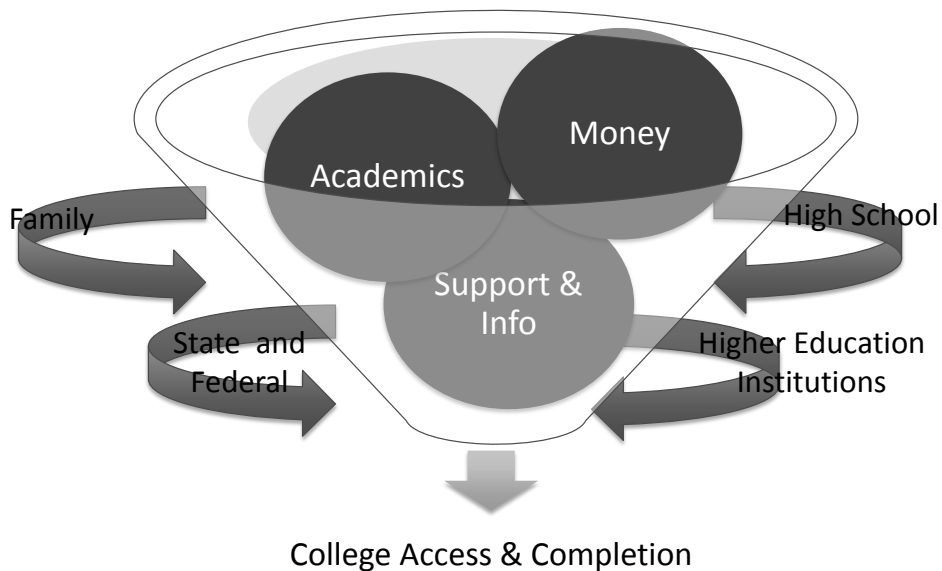 Money
Academics
Family
High School
Support &
Info
State and
Federal
Higher Education
Institutions
College Access & Completion